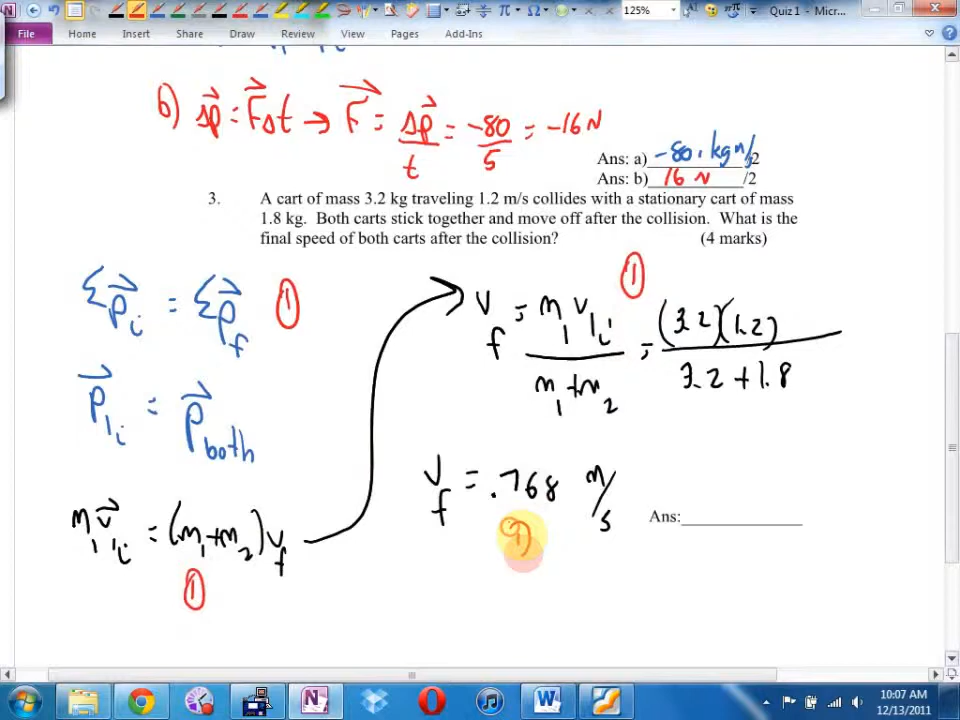 125%
Quiz 1 - Micr...
File Home Insert Share Draw View Pages Add-Ins
b) Δp⃗ = F⃗Δt → F⃗ = Δp⃗/t = -80/5 = -16 N
Ans: a) -80. kg m/s /2
Ans: b) 16 N /2
3. A cart of mass 3.2 kg traveling 1.2 m/s collides with a stationary cart of mass
1.8 kg. Both carts stick together and move off after the collision. What is the
final speed of both carts after the collision? (4 marks)
Σp⃗i = Σp⃗f ①
p⃗1i = p⃗both
m1v⃗1i = (m1+m2)vf
①
①
vf = m1v1i/(m1+m2) = (3.2)(1.2)/(3.2+1.8)
vf = .768 m/s
Ans:
10:07 AM
12/13/2011